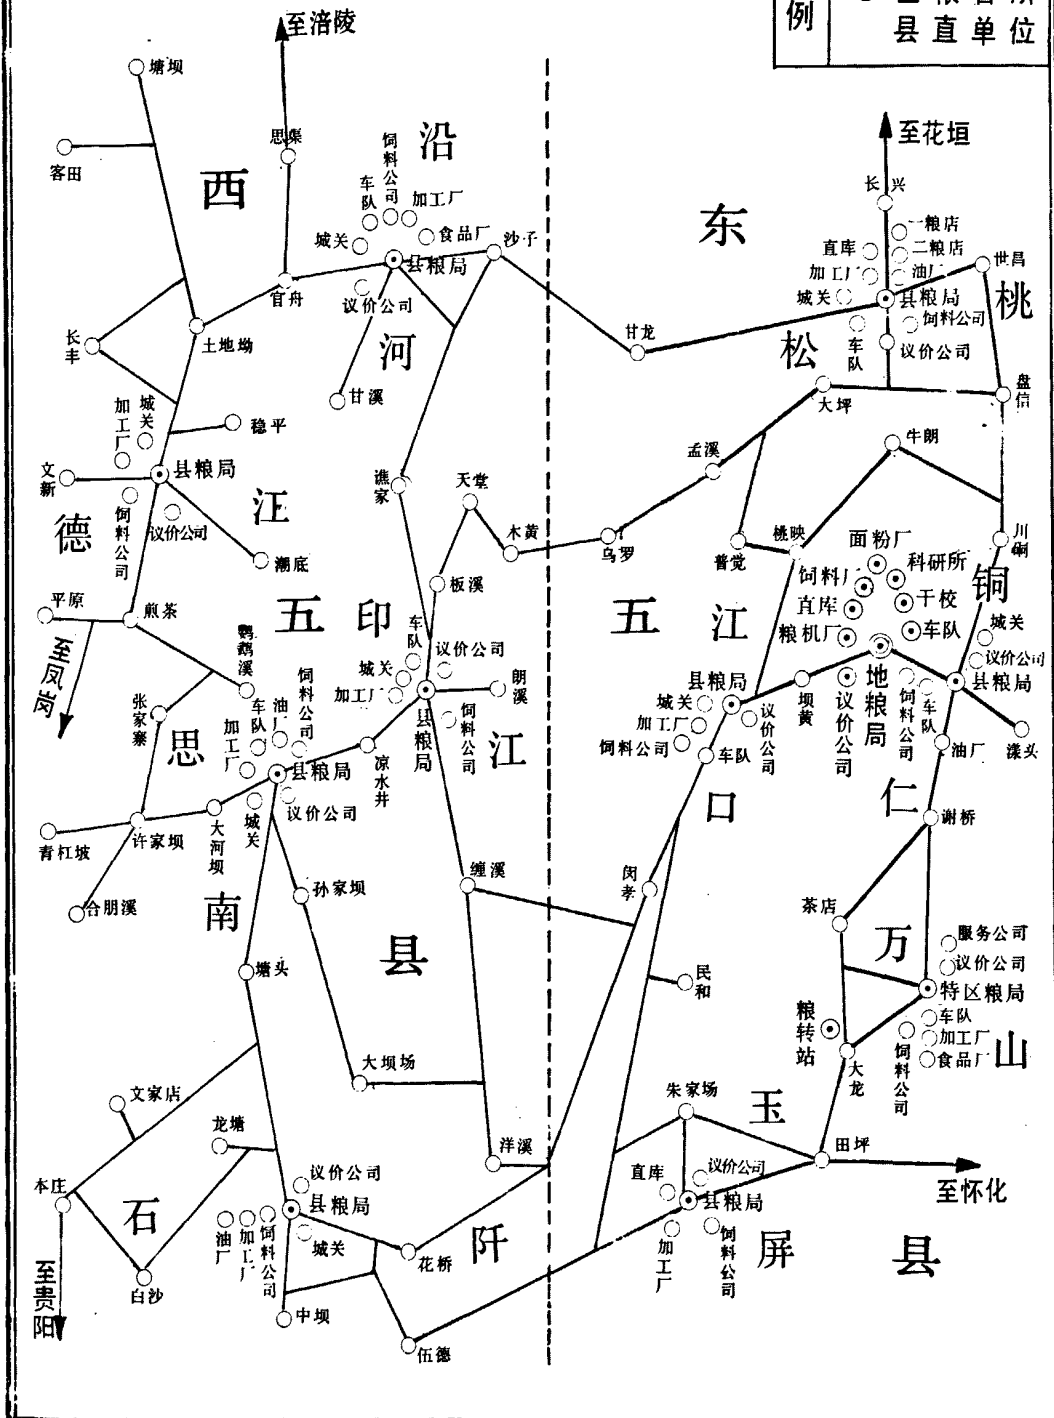 例
县直单位
至涪陵
塘坝
客田
思渠
西
沿
河
饲料公司
车队
加工厂
城关
食品厂
县粮局
沙子
官舟
议价公司
土地坳
长丰
甘溪
东
至花垣
长兴
一粮店
二粮店
直库
加工厂
油厂
城关
县粮局
世昌
饲料公司
车队
议价公司
甘龙
松
桃
大坪
盘信
孟溪
牛朗
加工厂
城关
稳平
文新
县粮局
德
江
饲料公司
议价公司
潮底
谯家
天堂
木黄
乌罗
普觉
桃映
川硐
面粉厂
科研所
饲料厂
干校
直库
粮机厂
车队
铜
城关
议价公司
县粮局
平原
煎茶
至凤岗
鹦鹉溪
五
印
五
江
板溪
车队
议价公司
城关
加工厂
朗溪
县粮局
饲料公司
江
张家寨
思
加工厂
车队
油厂
饲料公司
县粮局
凉水井
议价公司
城关
大河坝
许家坝
青杠坡
合朋溪
县粮局
城关
加工厂
饲料公司
车队
议价公司
坝黄
地粮局
议价公司
饲料公司
车队
油厂
漾头
口
仁
谢桥
南
孙家坝
缠溪
闵孝
县
塘头
茶店
万
服务公司
议价公司
特区粮局
民和
粮转站
车队
加工厂
食品厂
饲料公司
山
大龙
大坝场
文家店
龙塘
朱家场
玉
田坪
至怀化
洋溪
本庄
石
议价公司
县粮局
油厂
加工厂
饲料公司
城关
阡
花桥
直库
议价公司
县粮局
加工厂
饲料公司
屏
县
至贵阳
白沙
中坝
伍德